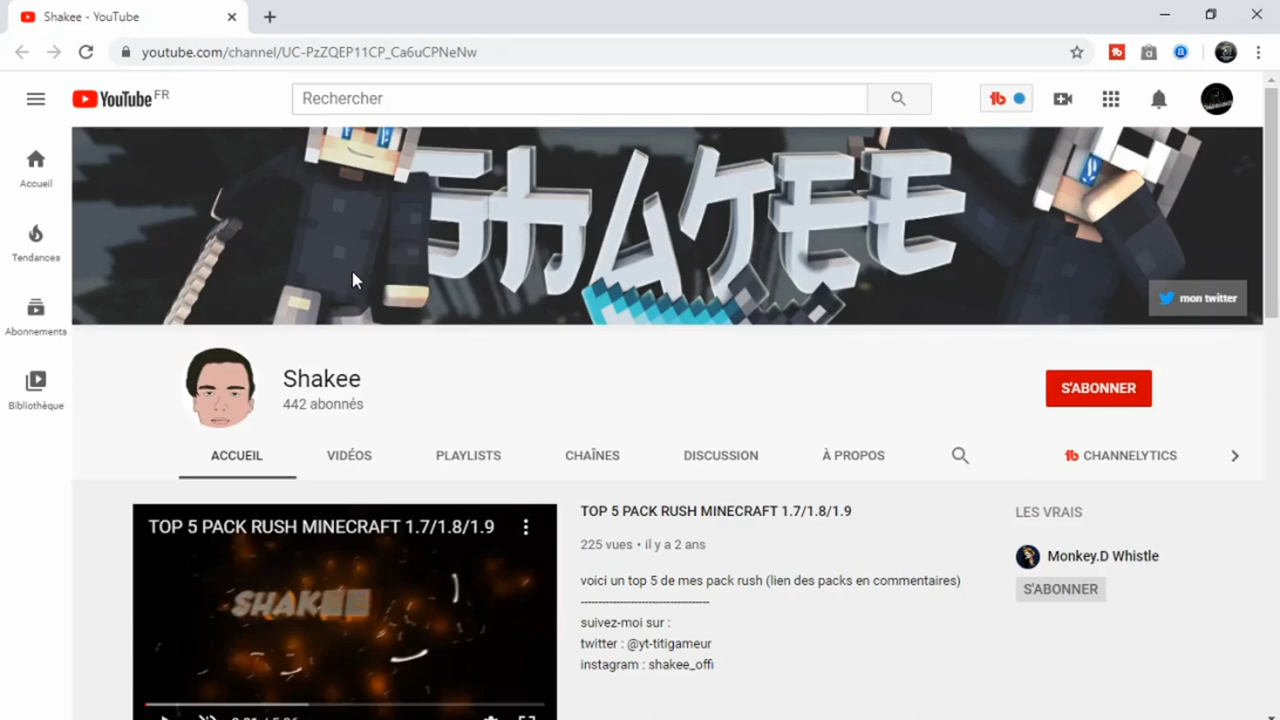 Shakee - YouTube
youtube.com/channel/UC-PzZQEP11CP_Ca6uCPNeNw
YouTube FR
Rechercher
Accueil
Tendances
Abonnements
Bibliothèque
SHAKEE
mon twitter
Shakee
442 abonnés
S'ABONNER
ACCUEIL VIDÉOS PLAYLISTS CHAÎNES DISCUSSION À PROPOS CHANNELYTICS
TOP 5 PACK RUSH MINECRAFT 1.7/1.8/1.9
SHAKEE
TOP 5 PACK RUSH MINECRAFT 1.7/1.8/1.9
225 vues • il y a 2 ans
voici un top 5 de mes pack rush (lien des packs en commentaires)
----------------------------------
suivez-moi sur :
twitter : @yt-titigameur
instagram : shakee_offi
LES VRAIS
Monkey.D Whistle
S'ABONNER